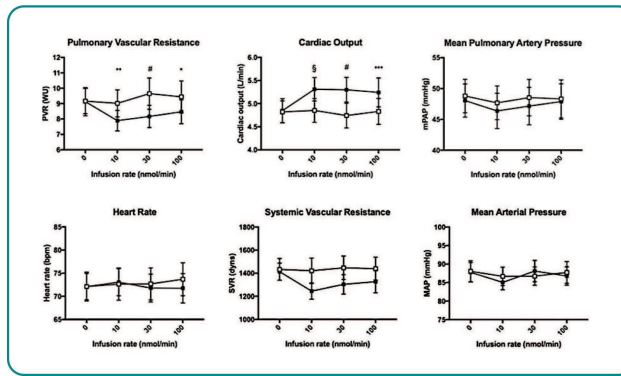 Pulmonary Vascular Resistance
PVR (WU)
12
11
10
9
8
7
6
** # *
0 10 30 100
Infusion rate (nmol/min)
Cardiac Output
Cardiac output (L/min)
6.0
5.5
5.0
4.5
4.0
§ # ***
0 10 30 100
Infusion rate (nmol/min)
Mean Pulmonary Artery Pressure
mPAP (mmHg)
55
50
45
40
0 10 30 100
Infusion rate (nmol/min)
Heart Rate
Heart rate (bpm)
85
80
75
70
65
60
0 10 30 100
Infusion rate (nmol/min)
Systemic Vascular Resistance
SVR (dyns)
1800
1600
1400
1200
1000
0 10 30 100
Infusion rate (nmol/min)
Mean Arterial Pressure
MAP (mmHg)
100
95
90
85
80
75
0 10 30 100
Infusion rate (nmol/min)